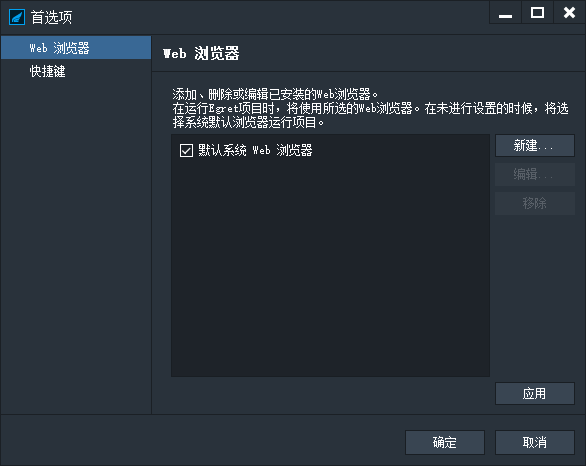 首选项
Web 浏览器
快捷键
Web 浏览器
添加、删除或编辑已安装的Web浏览器。
在运行Egret项目时，将使用所选的Web浏览器。在未进行设置的时候，将选
择系统默认浏览器运行项目。
默认系统 Web 浏览器
新建...
编辑...
移除
应用
确定
取消